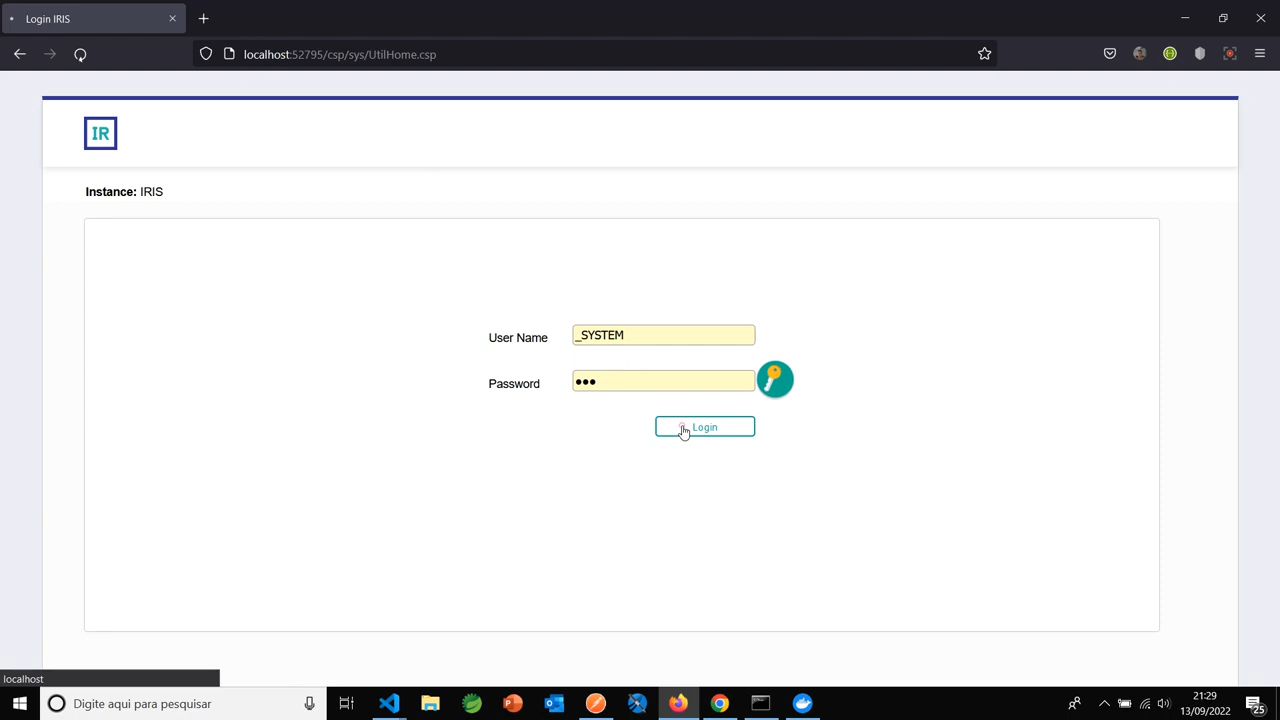 Login IRIS
localhost:52795/csp/sys/UtilHome.csp
IR
Instance: IRIS
User Name
_SYSTEM
Password
Login
localhost
Digite aqui para pesquisar
21:29
13/09/2022
25